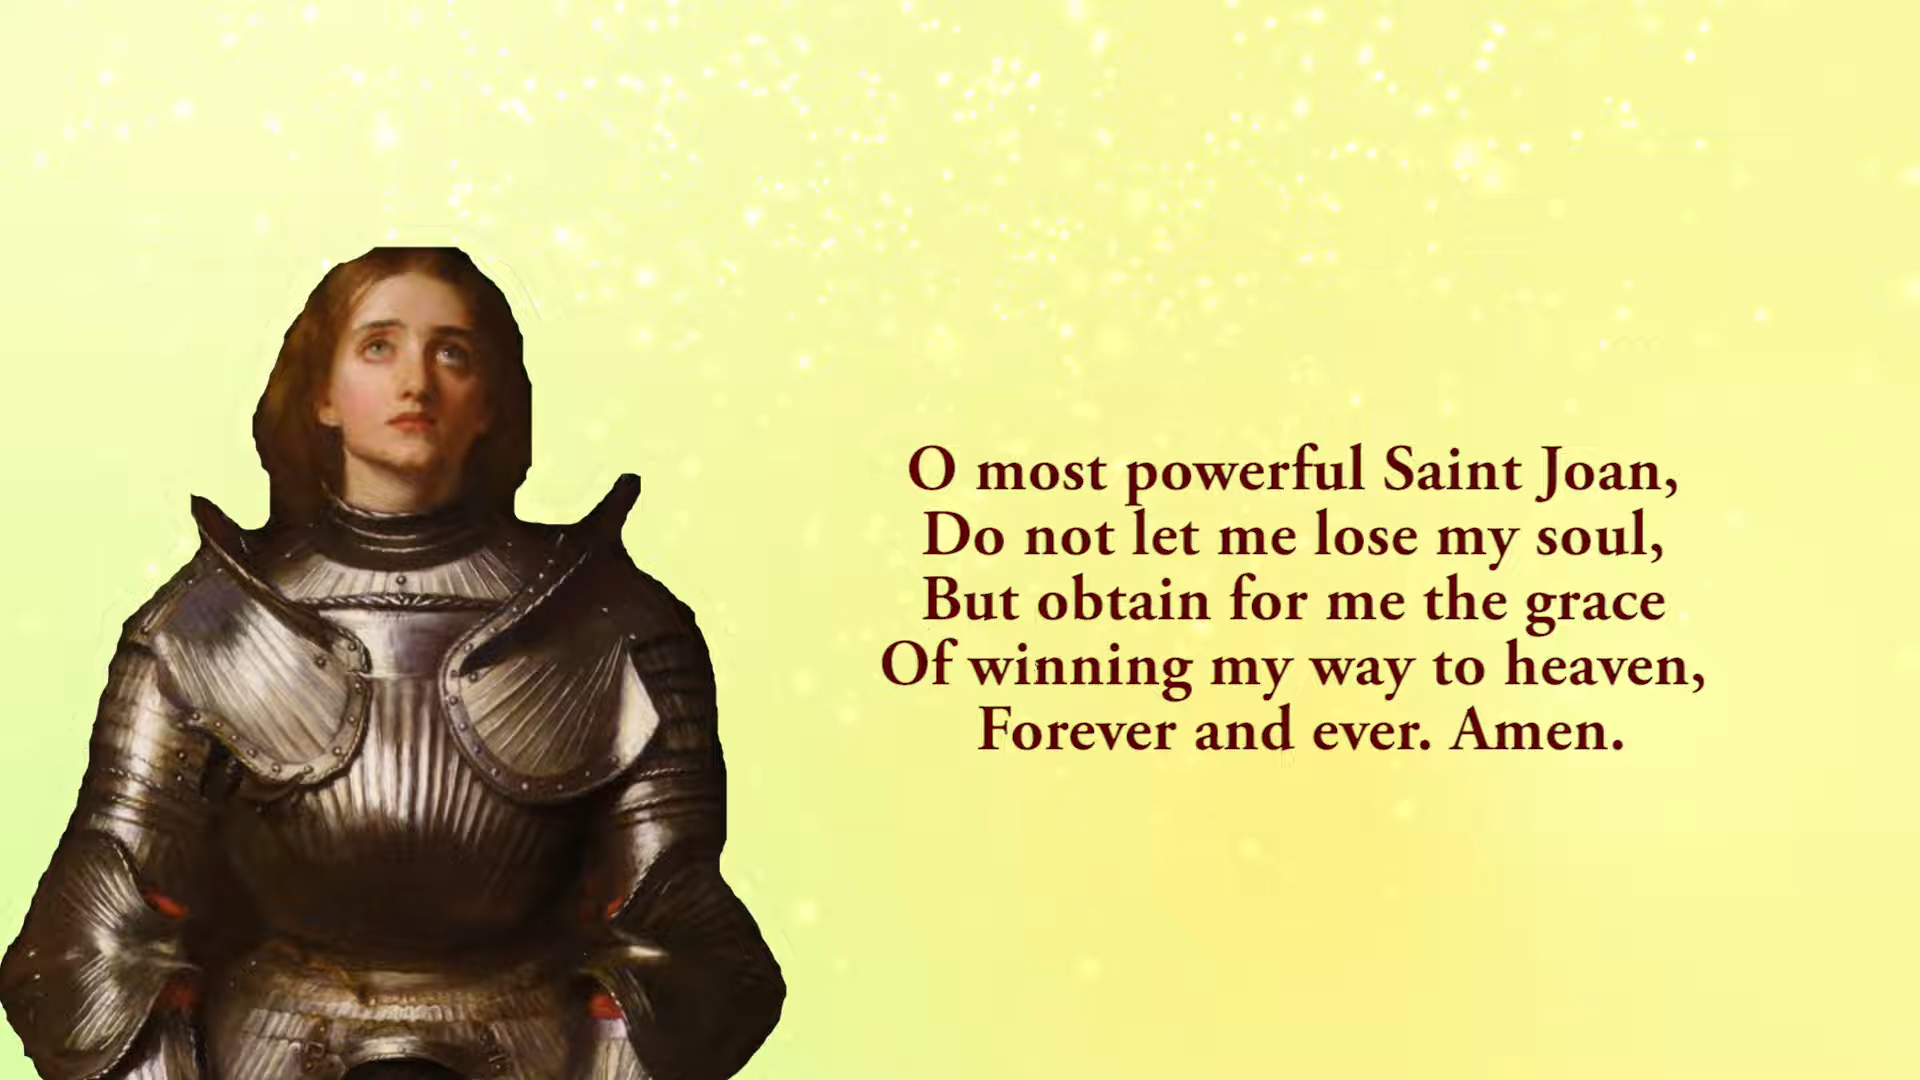 O most powerful Saint Joan,
Do not let me lose my soul,
But obtain for me the grace
Of winning my way to heaven,
Forever and ever. Amen.